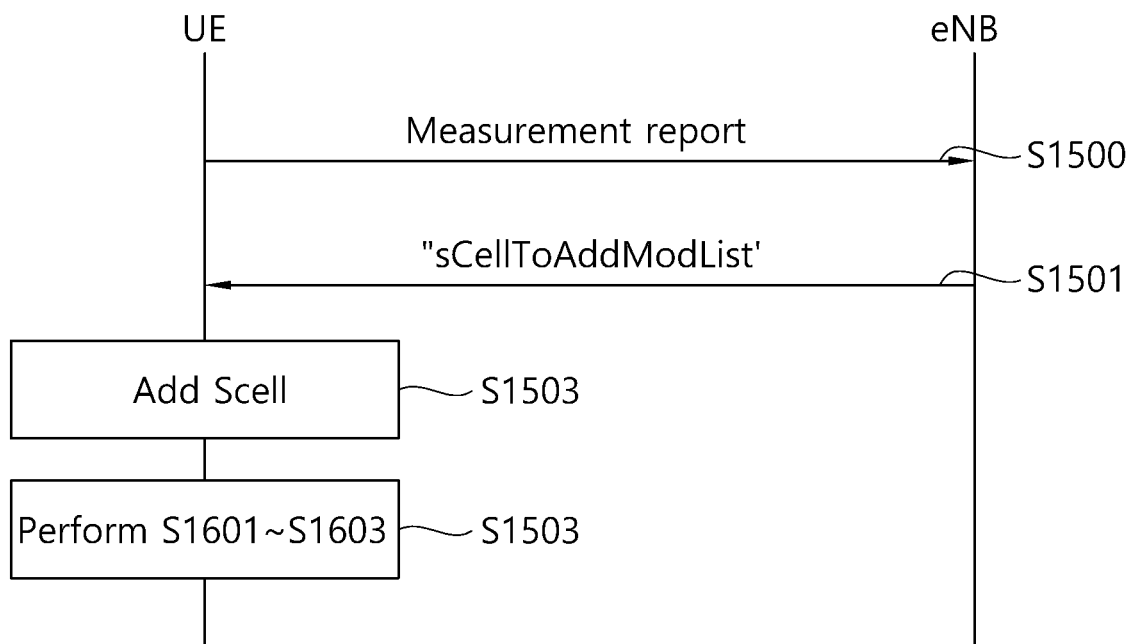 UE
eNB
Measurement report
S1500
"sCellToAddModList'
S1501
Add Scell
S1503
Perform S1601~S1603
S1503